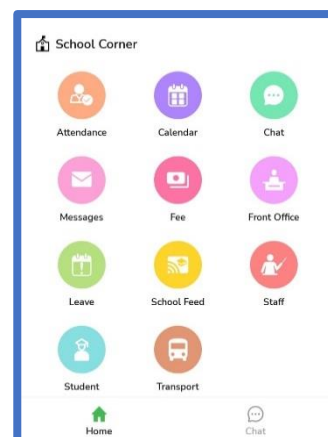 School Corner
Attendance Calendar Chat
Messages Fee Front Office
Leave School Feed Staff
Student Transport
Home Chat